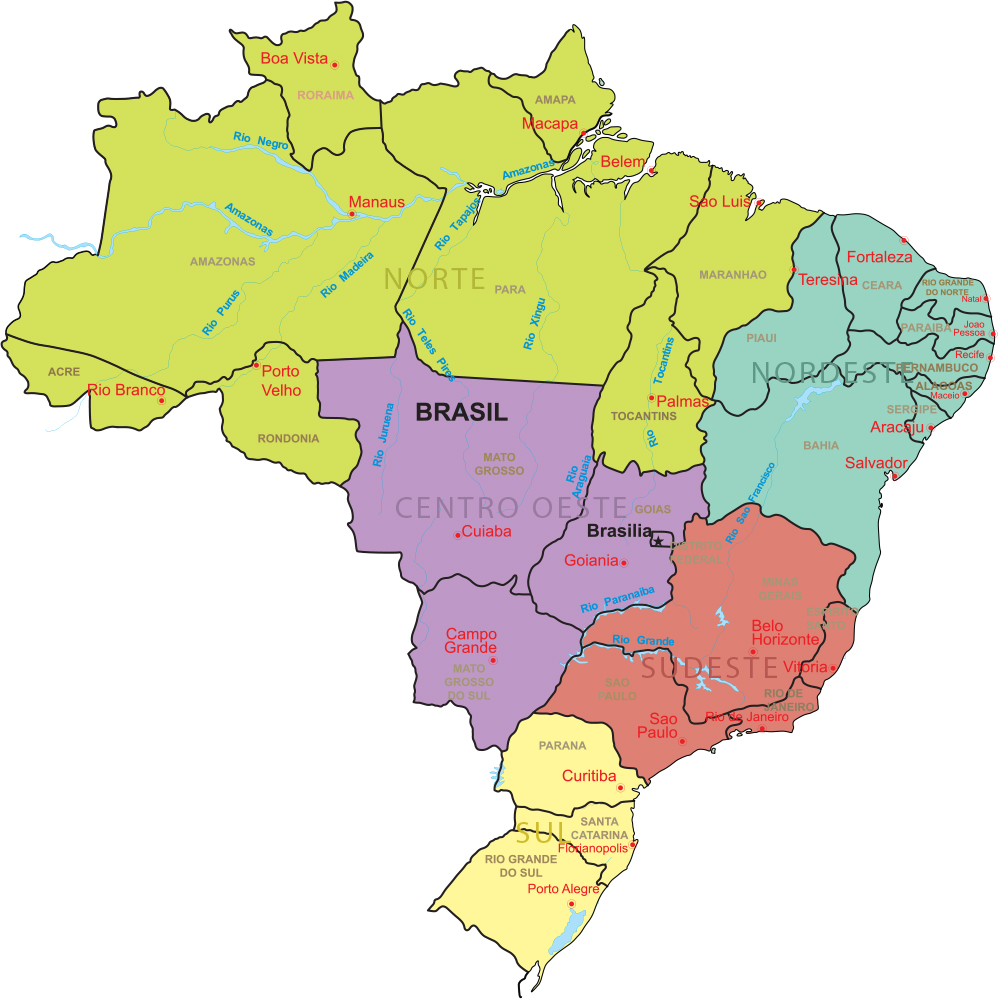 Boa Vista
RORAIMA
AMAPA
Macapa
Rio Negro
Belem
Amazonas
Manaus
Sao Luis
Rio Tapajos
Amazonas
Fortaleza
AMAZONAS
Rio Madeira
NORTE
PARA
MARANHAO
Teresina
CEARA
RIO GRANDE
DO NORTE
Natal
Rio Purus
Rio Xingu
Rio Teles Piros
PIAUI
PARAIBA
Joao
Pessoa
Recife
ACRE
Rio Branco
Porto
Velho
Rio Tocantins
NORDESTE
PERNAMBUCO
ALAGOAS
Maceio
Palmas
TOCANTINS
BRASIL
SERGIPE
Aracaju
RONDONIA
Rio Juruena
MATO
GROSSO
Rio
Araguaia
BAHIA
Salvador
CENTRO OESTE
GOIAS
Rio Sao Francisco
Cuiaba
Brasilia
DISTRITO
FEDERAL
Goiania
MINAS
GERAIS
Rio Paranaiba
ESPIRITO
SANTO
Campo
Grande
Rio Grande
Belo
Horizonte
SUDESTE
Vitoria
MATO
GROSSO
DO SUL
SAO
PAULO
RIO DE
JANEIRO
Sao
Paulo
Rio de Janeiro
PARANA
Curitiba
SUL
SANTA
CATARINA
Florianopolis
RIO GRANDE
DO SUL
Porto Alegre